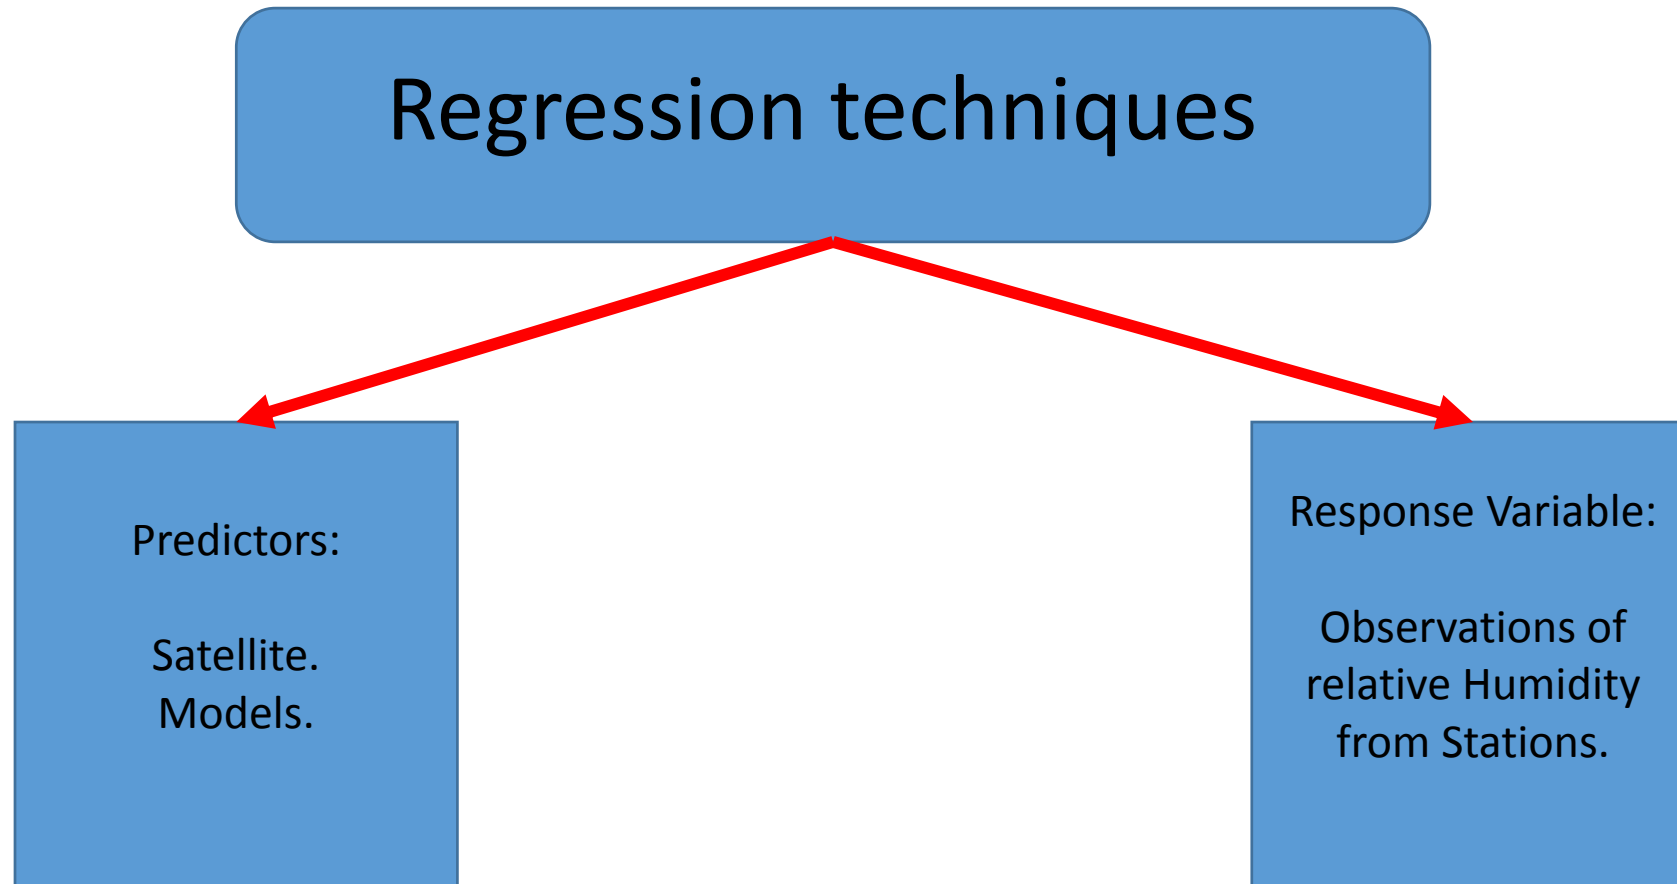 Regression techniques
Predictors:
Satellite.
Models.
Response Variable:
Observations of
relative Humidity
from Stations.